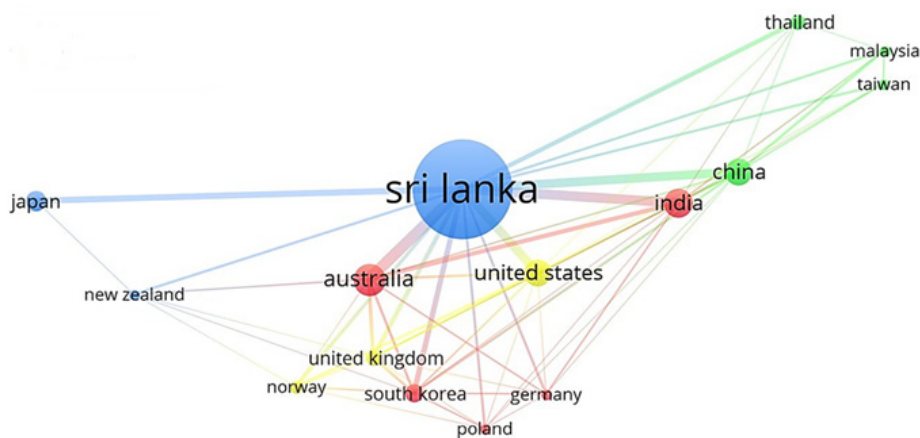 thailand
malaysia
taiwan
china
sri lanka
india
japan
united states
australia
new zealand
united kingdom
norway
south korea
germany
poland